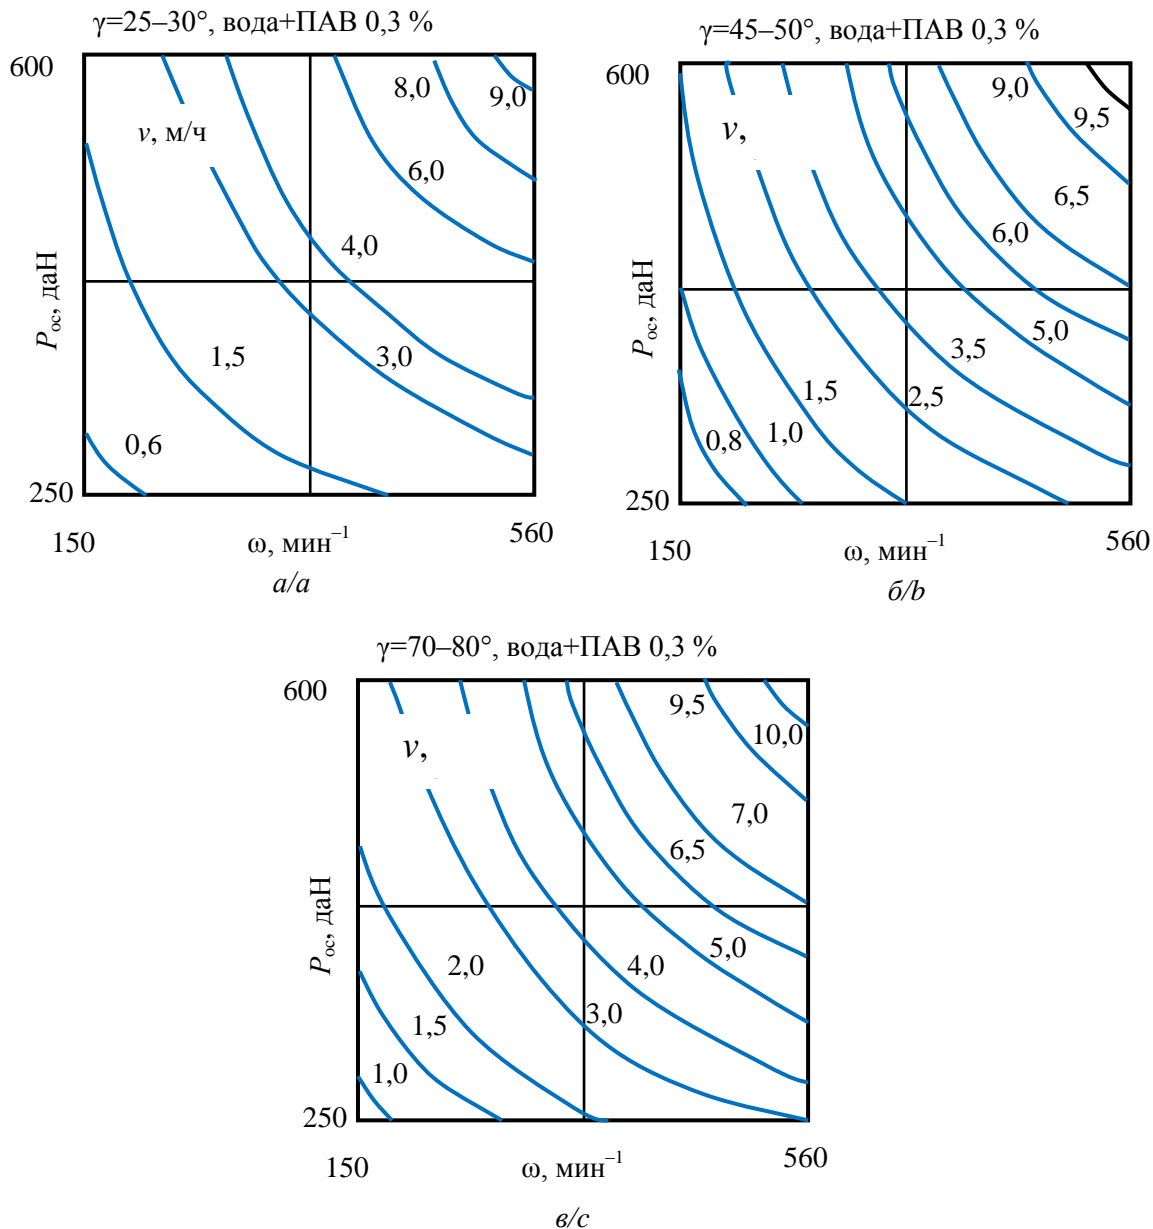 γ=25–30°, вода+ПАВ 0,3 %
600
8,0
9,0
v, м/ч
6,0
4,0
Pос, даН
1,5
3,0
0,6
250
150
ω, мин–1
560
а/a
γ=45–50°, вода+ПАВ 0,3 %
600
9,0
9,5
v,
6,5
6,0
Pос, даН
5,0
3,5
1,5
2,5
1,0
0,8
250
150
ω, мин–1
560
б/b
γ=70–80°, вода+ПАВ 0,3 %
600
9,5
10,0
v,
7,0
6,5
Pос, даН
5,0
2,0
4,0
3,0
1,5
1,0
250
150
ω, мин–1
560
в/c